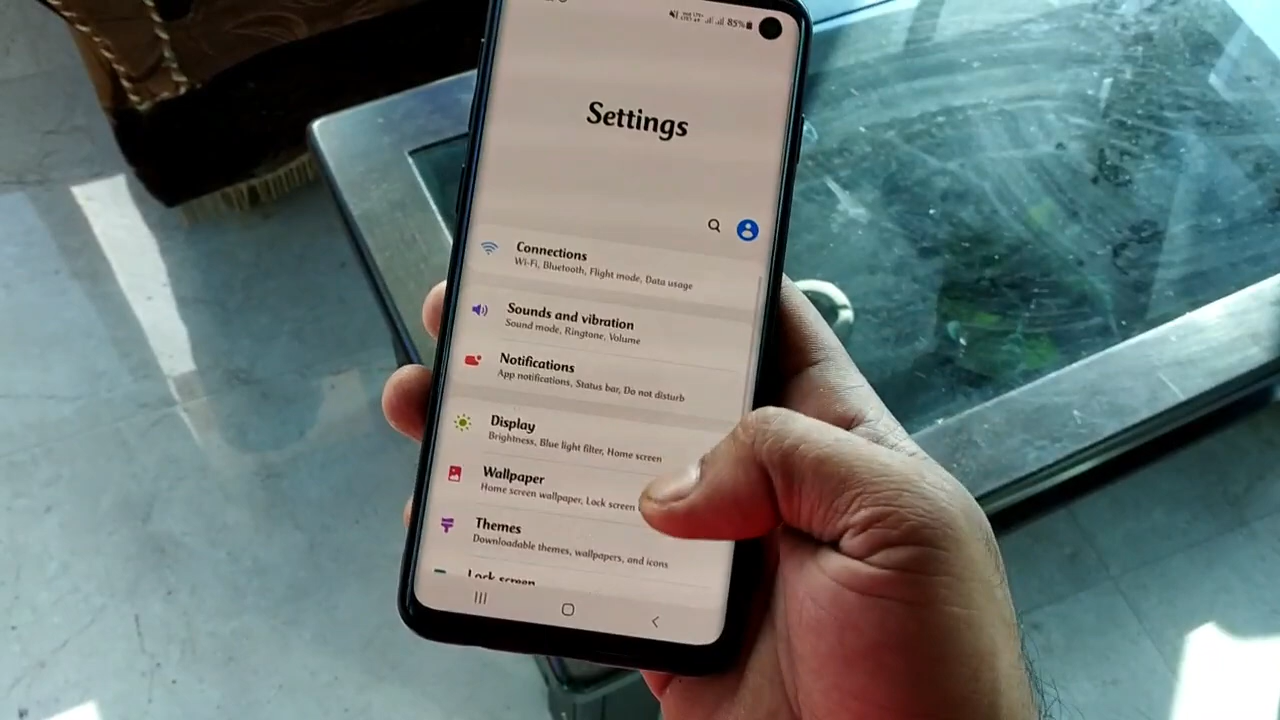 85%
Settings
Connections
Wi-Fi, Bluetooth, Flight mode, Data usage
Sounds and vibration
Sound mode, Ringtone, Volume
Notifications
App notifications, Status bar, Do not disturb
Display
Brightness, Blue light filter, Home screen
Wallpaper
Home screen wallpaper, Lock screen
Themes
Downloadable themes, wallpapers, and icons
Lock screen